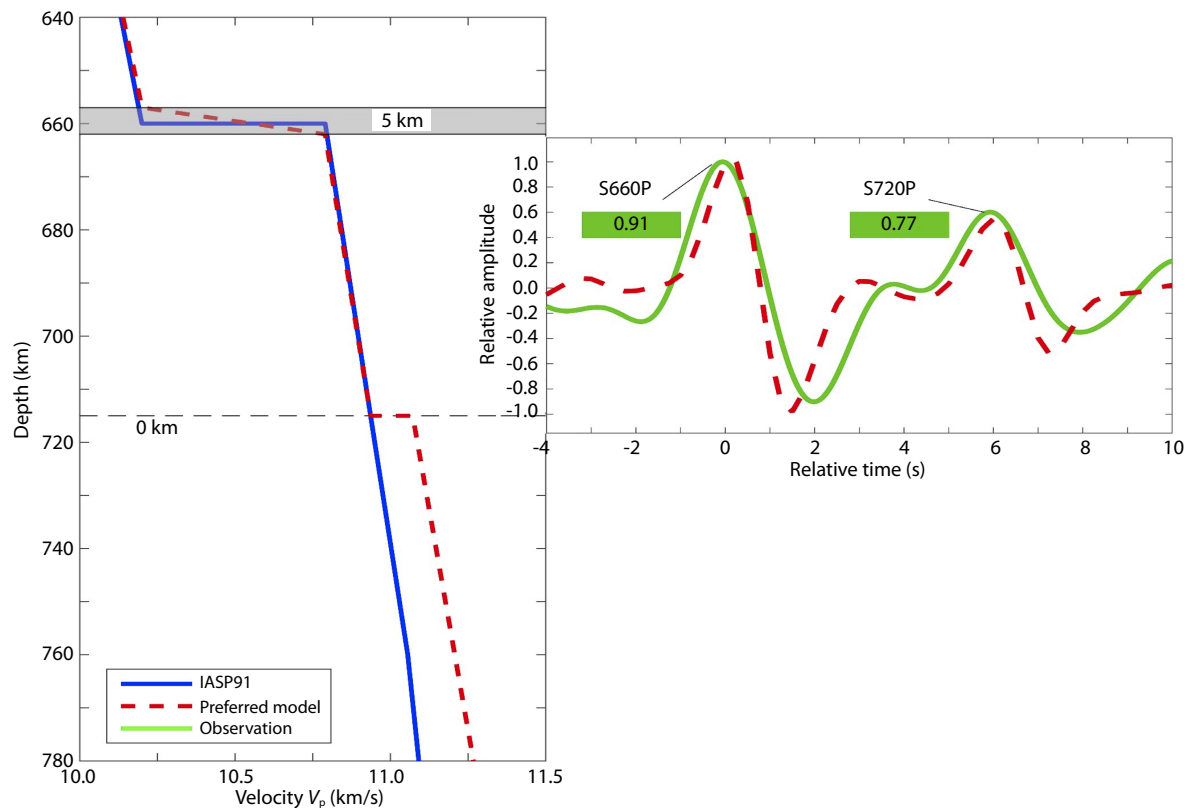 640
660
680
700
720
740
760
780
Depth (km)
5 km
0 km
IASP91
Preferred model
Observation
10.0 10.5 11.0 11.5
Velocity Vp (km/s)
1.0
0.8
0.6
0.4
0.2
0.0
-0.2
-0.4
-0.6
-0.8
-1.0
Relative amplitude
S660P
0.91
S720P
0.77
-4 -2 0 2 4 6 8 10
Relative time (s)